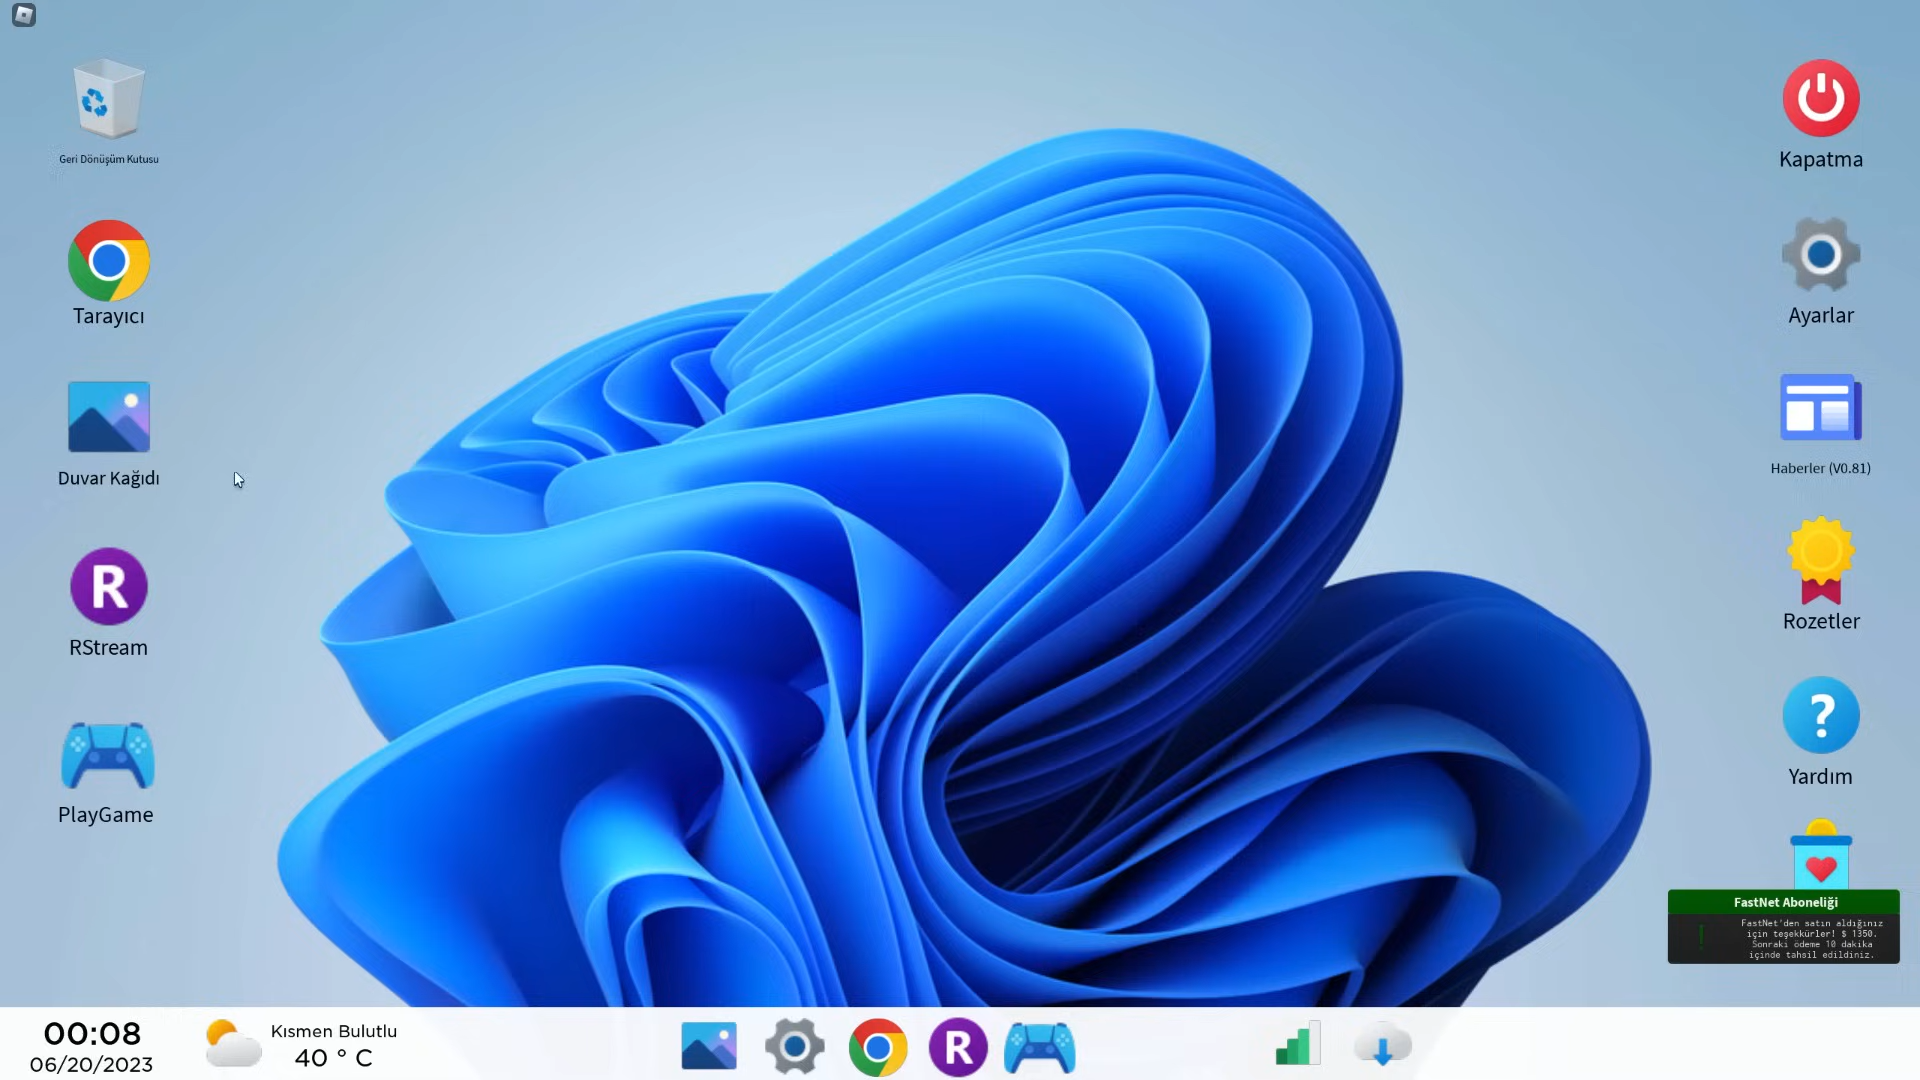 Geri Dönüşüm Kutusu
Tarayıcı
Duvar Kağıdı
R
RStream
PlayGame
Kapatma
Ayarlar
Haberler (V0.81)
Rozetler
?
Yardım
FastNet Aboneliği
!
FastNet'den satın aldığınız
için teşekkürler! $ 1350.
Sonraki ödeme 10 dakika
içinde tahsil edildiniz.
00:08
06/20/2023
Kısmen Bulutlu
40 ° C
R